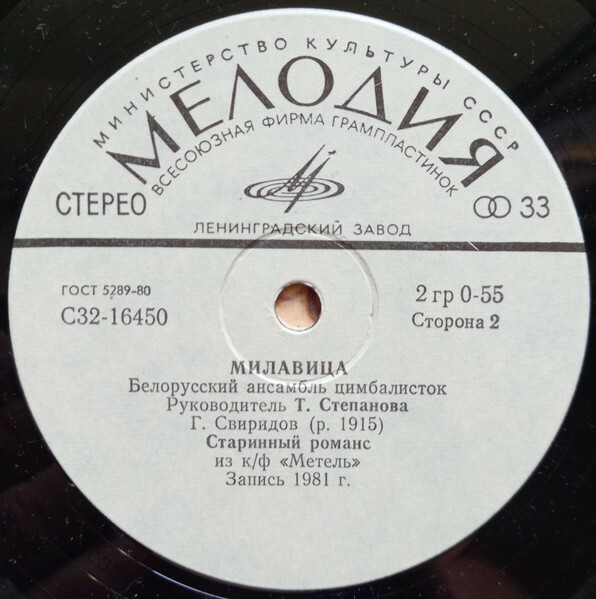 МИНИСТЕРСТВО КУЛЬТУРЫ СССР
МЕЛОДИЯ
ВСЕСОЮЗНАЯ ФИРМА ГРАМПЛАСТИНОК
СТЕРЕО
33
ЛЕНИНГРАДСКИЙ ЗАВОД
ГОСТ 5289-80
С32-16450
2 гр 0-55
Сторона 2
МИЛАВИЦА
Белорусский ансамбль цимбалисток
Руководитель Т. Степанова
Г. Свиридов (р. 1915)
Старинный романс
из к/ф «Метель»
Запись 1981 г.